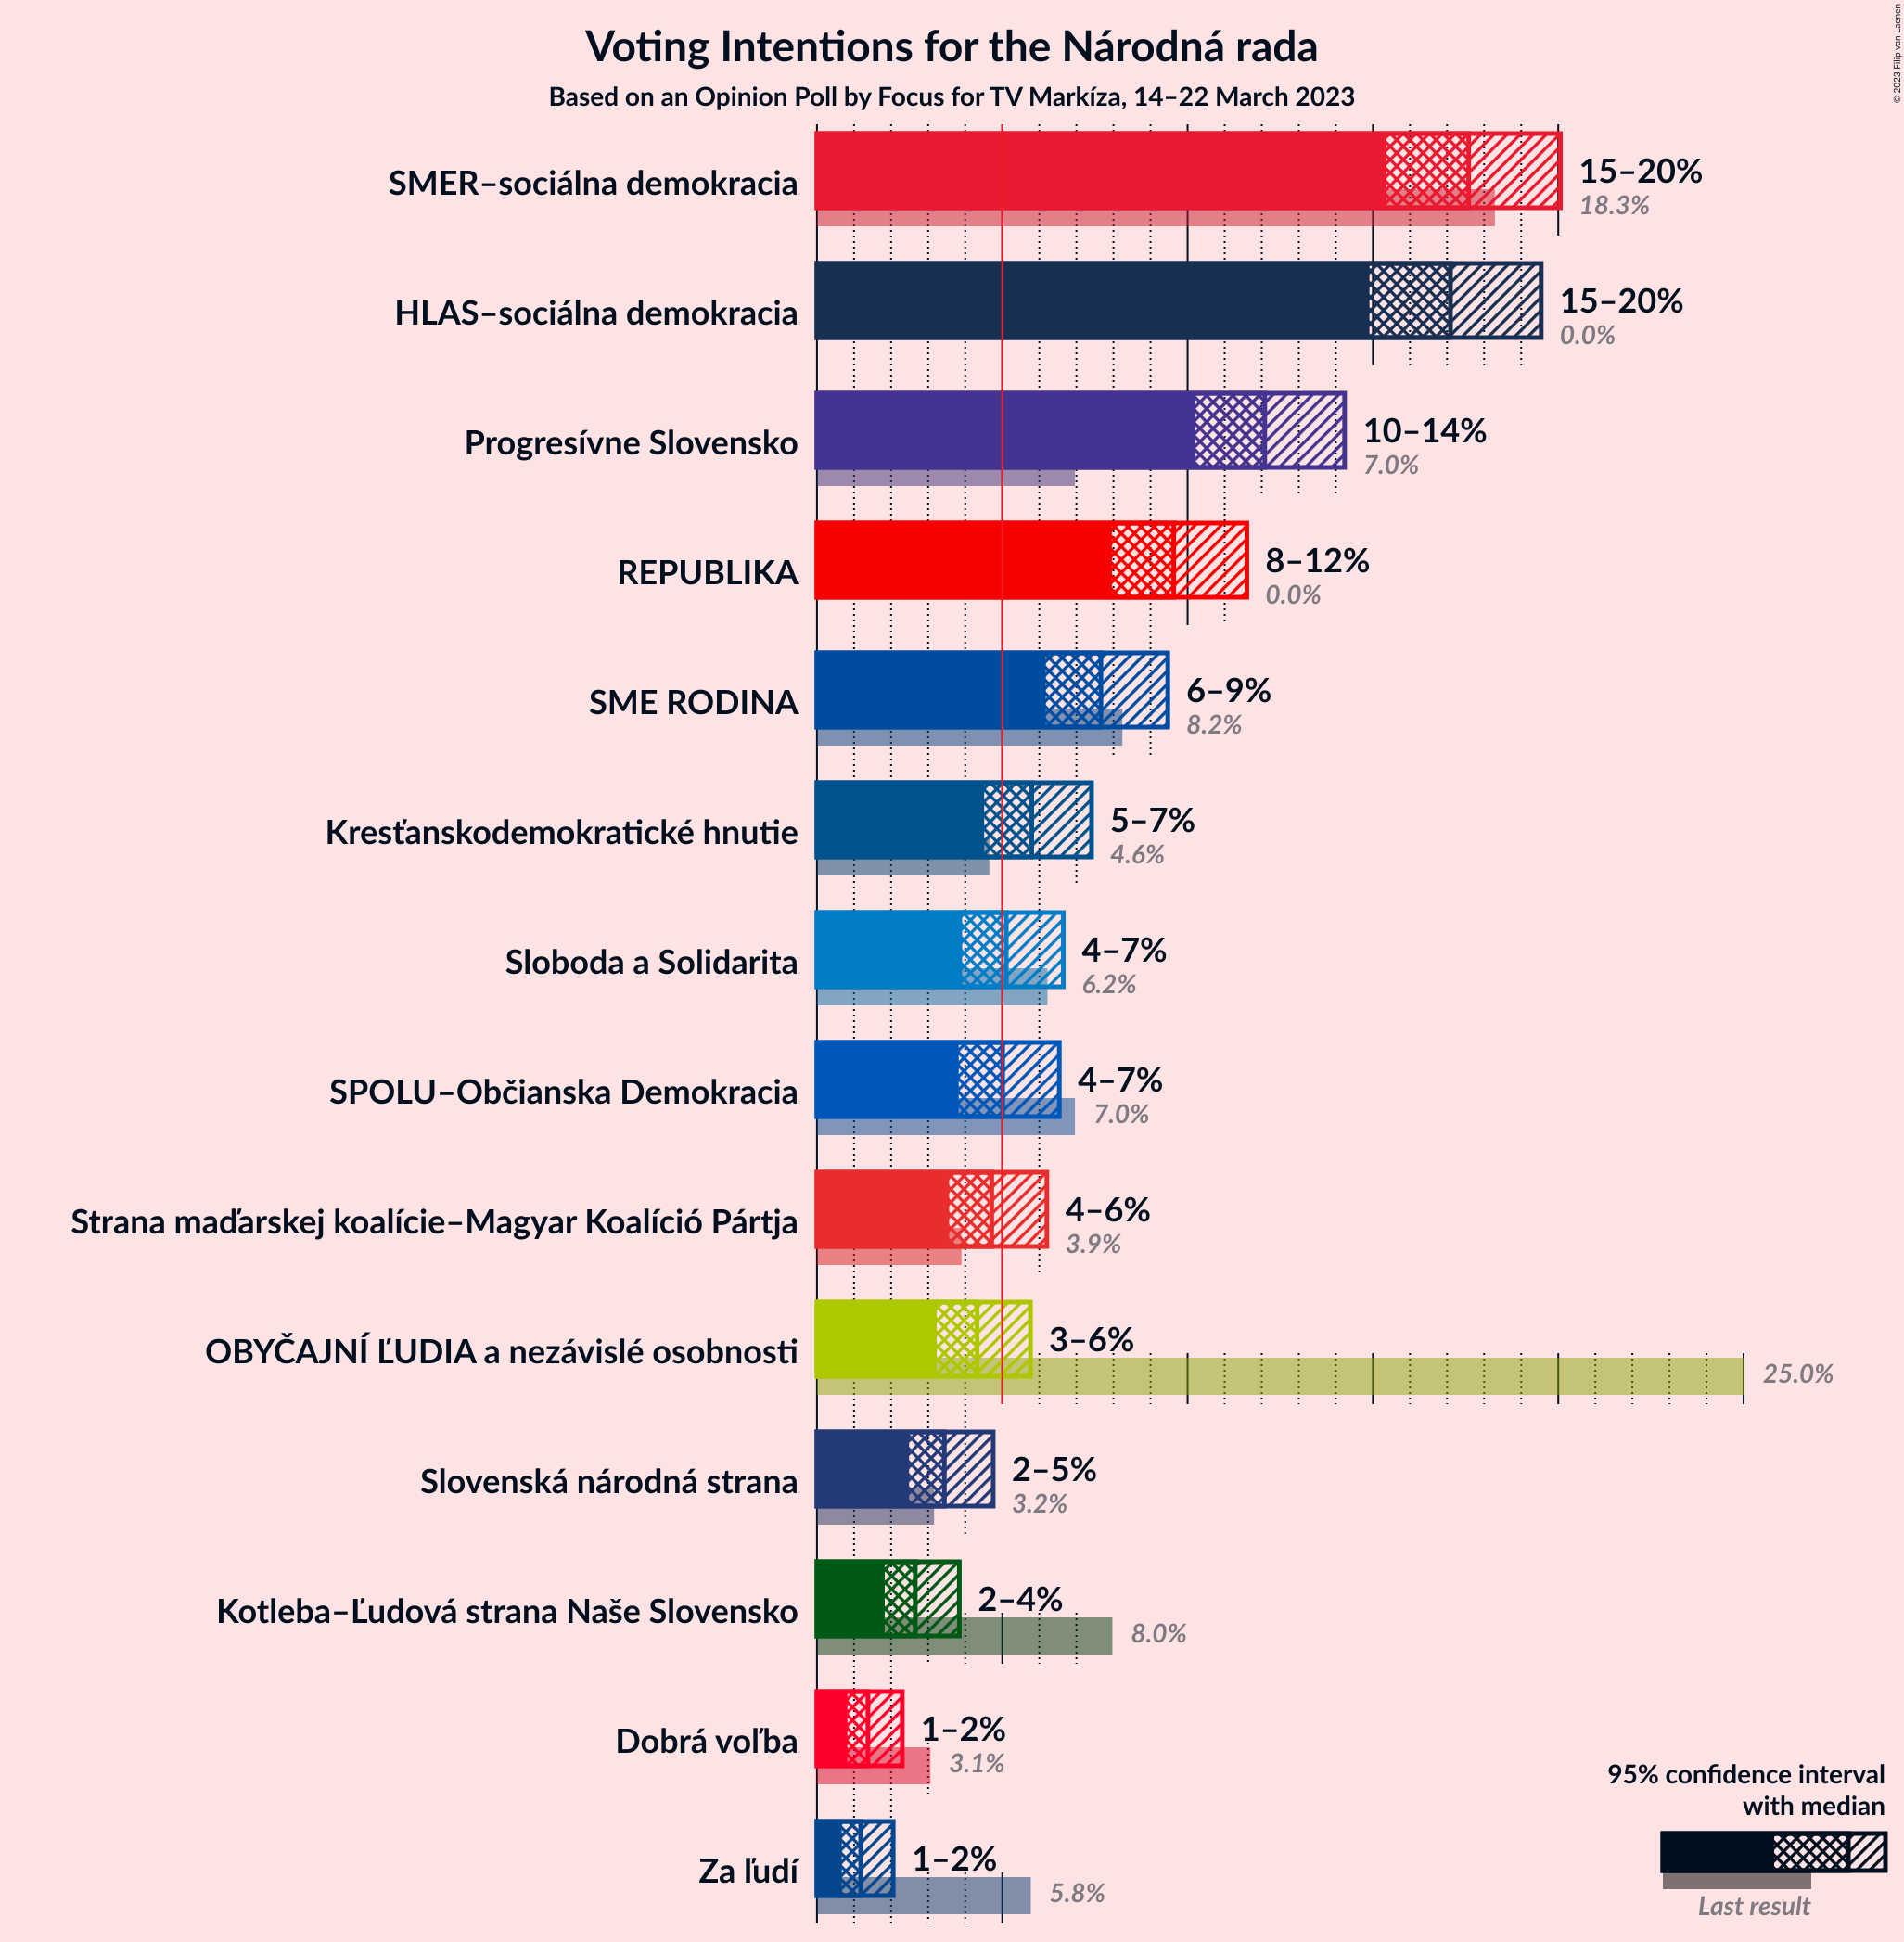 Voting Intentions for the Národná rada
Based on an Opinion Poll by Focus for TV Markíza, 14–22 March 2023
© 2023 Filip van Laenen
SMER–sociálna demokracia
15–20%
18.3%
HLAS–sociálna demokracia
15–20%
0.0%
Progresívne Slovensko
10–14%
7.0%
REPUBLIKA
8–12%
0.0%
SME RODINA
6–9%
8.2%
Kresťanskodemokratické hnutie
5–7%
4.6%
Sloboda a Solidarita
4–7%
6.2%
SPOLU–Občianska Demokracia
4–7%
7.0%
Strana maďarskej koalície–Magyar Koalíció Pártja
4–6%
3.9%
OBYČAJNÍ ĽUDIA a nezávislé osobnosti
3–6%
25.0%
Slovenská národná strana
2–5%
3.2%
Kotleba–Ľudová strana Naše Slovensko
2–4%
8.0%
Dobrá voľba
1–2%
3.1%
Za ľudí
1–2%
5.8%
95% confidence interval
with median
Last result